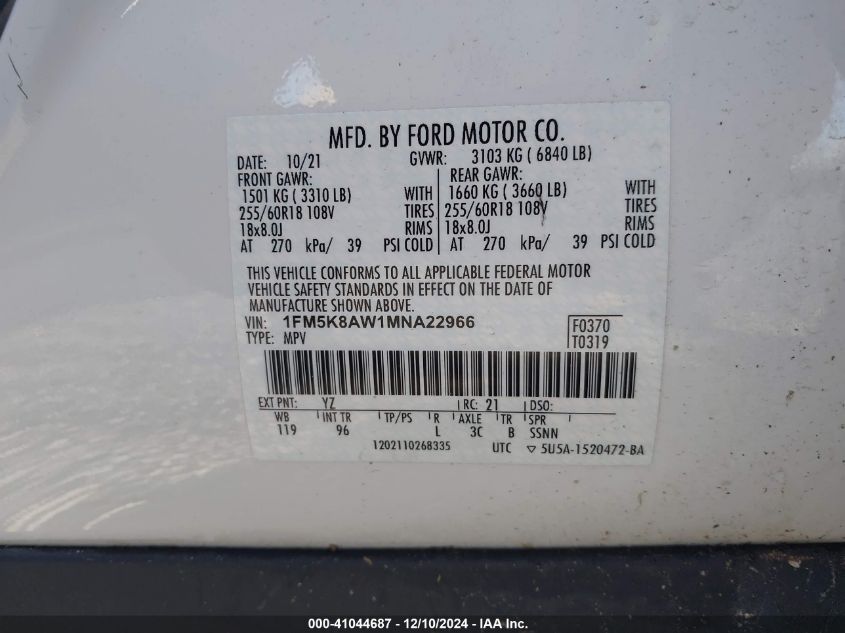 MFD. BY FORD MOTOR CO.
DATE: 10/21 GVWR: 3103 KG ( 6840 LB)
FRONT GAWR: REAR GAWR:
1501 KG ( 3310 LB) WITH 1660 KG ( 3660 LB) WITH
255/60R18 108V TIRES 255/60R18 108V TIRES
18x8.0J RIMS 18x8.0J RIMS
AT 270 kPa/ 39 PSI COLD AT 270 kPa/ 39 PSI COLD
THIS VEHICLE CONFORMS TO ALL APPLICABLE FEDERAL MOTOR
VEHICLE SAFETY STANDARDS IN EFFECT ON THE DATE OF
MANUFACTURE SHOWN ABOVE.
VIN: 1FM5K8AW1MNA22966 F0370
TYPE: MPV T0319
EXT PNT: YZ RC: 21 DSO:
WB INT TR TP/PS R AXLE TR SPR
119 96 L 3C B SSNN
1202110268335 UTC ▽ 5U5A-1520472-BA
000-41044687 - 12/10/2024 - IAA Inc.